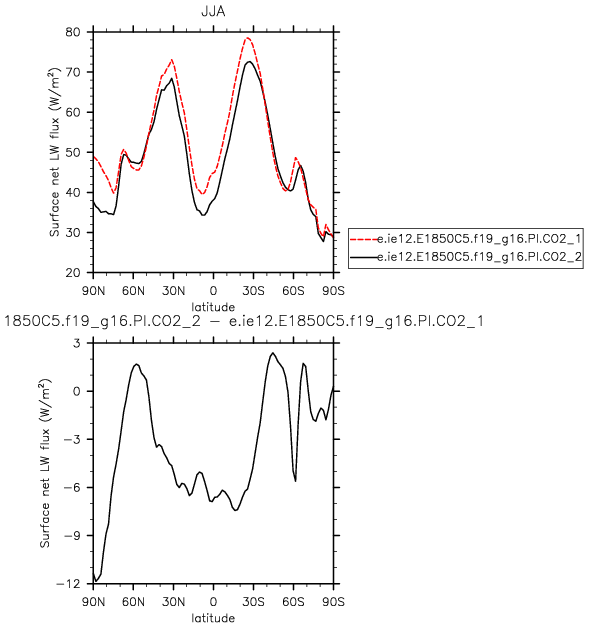 JJA
Surface net LW flux (W/m²)
80
70
60
50
40
30
20
90N 60N 30N 0 30S 60S 90S
latitude
e.ie12.E1850C5.f19_g16.PI.CO2_1
e.ie12.E1850C5.f19_g16.PI.CO2_2
1850C5.f19_g16.PI.CO2_2 – e.ie12.E1850C5.f19_g16.PI.CO2_1
Surface net LW flux (W/m²)
3
0
−3
−6
−9
−12
90N 60N 30N 0 30S 60S 90S
latitude